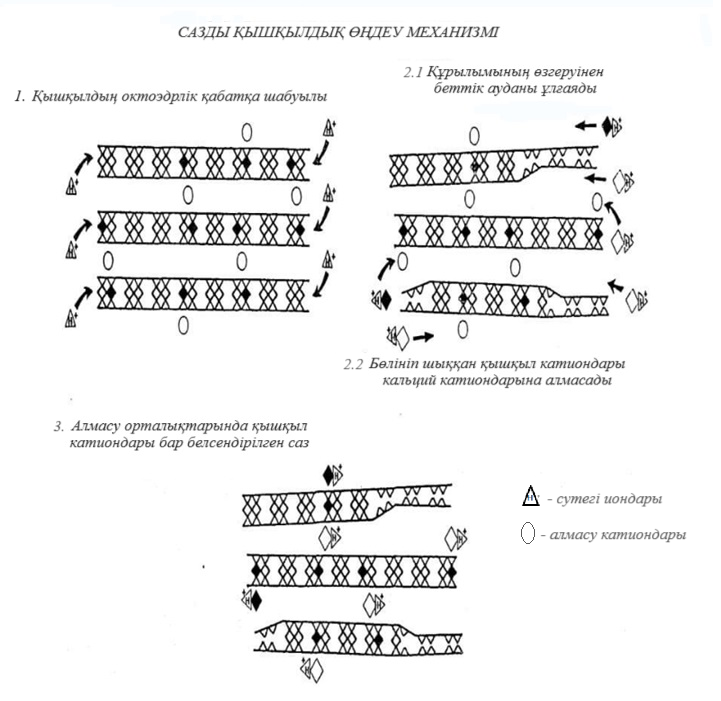 САЗДЫ ҚЫШҚЫЛДЫҚ ӨҢДЕУ МЕХАНИЗМІ
1. Қышқылдың октоэдрлік қабатқа шабуылы
2.1 Құрылымының өзгеруінен
беттік ауданы ұлғаяды
2.2 Бөлініп шыққан қышқыл катиондары
кальций катиондарына алмасады
3. Алмасу орталықтарында қышқыл
катиондары бар белсендірілген саз
- сутегі иондары
- алмасу катиондары